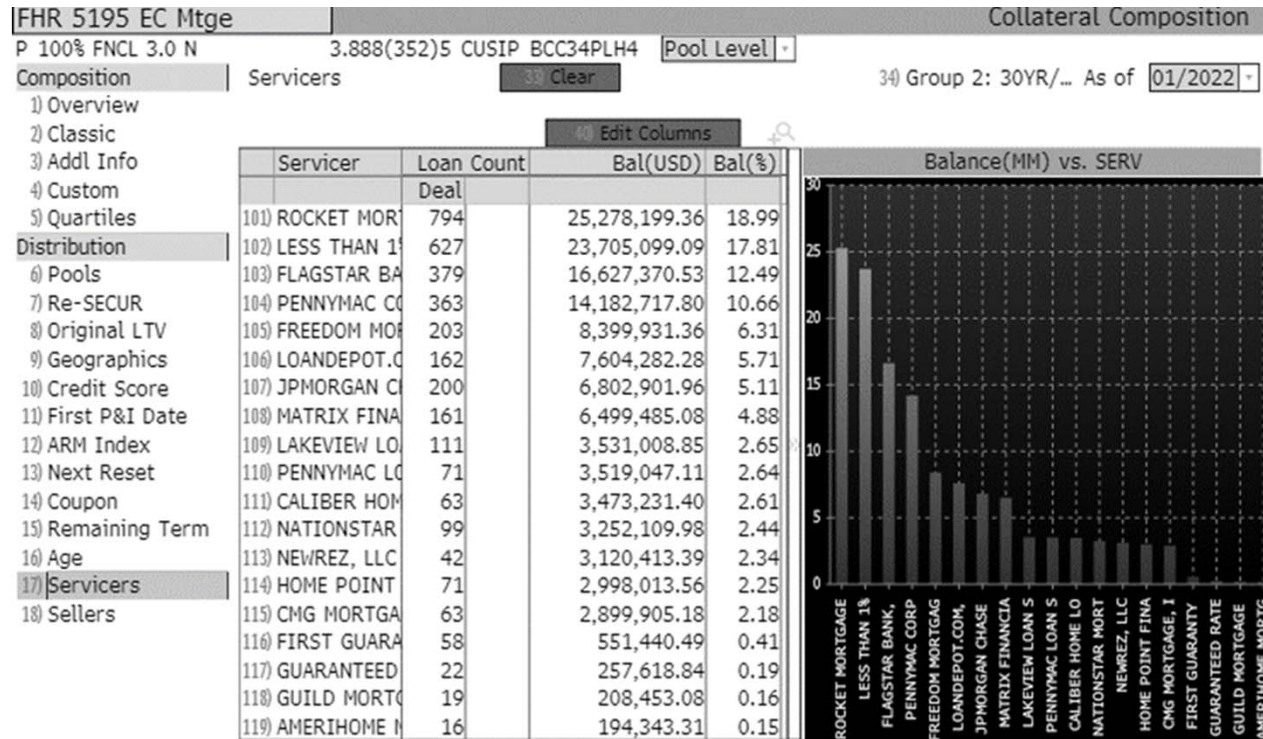 FHR 5195 EC Mtge Collateral Composition
P 100% FNCL 3.0 N 3.888(352)5 CUSIP BCC34PLH4 Pool Level
Composition Servicers 33) Clear 34) Group 2: 30YR/… As of 01/2022
1) Overview
2) Classic 40) Edit Columns
3) Addl Info
4) Custom
5) Quartiles
Distribution
6) Pools
7) Re-SECUR
8) Original LTV
9) Geographics
10) Credit Score
11) First P&I Date
12) ARM Index
13) Next Reset
14) Coupon
15) Remaining Term
16) Age
17) Servicers
18) Sellers
Servicer Loan Count Bal(USD) Bal(%)
Deal
101) ROCKET MORT 794 25,278,199.36 18.99
102) LESS THAN 1% 627 23,705,099.09 17.81
103) FLAGSTAR BA 379 16,627,370.53 12.49
104) PENNYMAC CO 363 14,182,717.80 10.66
105) FREEDOM MOR 203 8,399,931.36 6.31
106) LOANDEPOT.C 162 7,604,282.28 5.71
107) JPMORGAN CH 200 6,802,901.96 5.11
108) MATRIX FINA 161 6,499,485.08 4.88
109) LAKEVIEW LO 111 3,531,008.85 2.65
110) PENNYMAC LO 71 3,519,047.11 2.64
111) CALIBER HOM 63 3,473,231.40 2.61
112) NATIONSTAR 99 3,252,109.98 2.44
113) NEWREZ, LLC 42 3,120,413.39 2.34
114) HOME POINT 71 2,998,013.56 2.25
115) CMG MORTGA 63 2,899,905.18 2.18
116) FIRST GUARA 58 551,440.49 0.41
117) GUARANTEED 22 257,618.84 0.19
118) GUILD MORTG 19 208,453.08 0.16
119) AMERIHOME M 16 194,343.31 0.15
Balance(MM) vs. SERV
30
25
20
15
10
5
0
ROCKET MORTGAGE
LESS THAN 1%
FLAGSTAR BANK,
PENNYMAC CORP
FREEDOM MORTGAG
LOANDEPOT.COM,
JPMORGAN CHASE
MATRIX FINANCIA
LAKEVIEW LOAN S
PENNYMAC LOAN S
CALIBER HOME LO
NATIONSTAR MORT
NEWREZ, LLC
HOME POINT FINA
CMG MORTGAGE, I
FIRST GUARANTY
GUARANTEED RATE
GUILD MORTGAGE
AMERIHOME MORTG